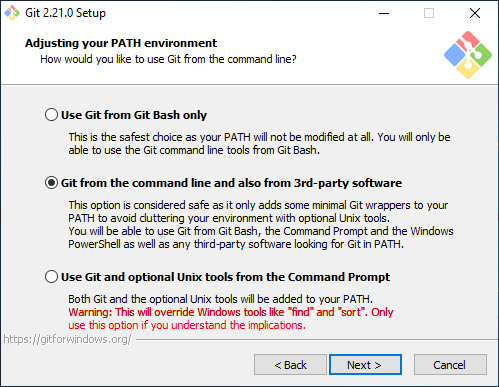 Git 2.21.0 Setup
Adjusting your PATH environment
How would you like to use Git from the command line?
Use Git from Git Bash only
This is the safest choice as your PATH will not be modified at all. You will only be
able to use the Git command line tools from Git Bash.
Git from the command line and also from 3rd-party software
This option is considered safe as it only adds some minimal Git wrappers to your
PATH to avoid cluttering your environment with optional Unix tools.
You will be able to use Git from Git Bash, the Command Prompt and the Windows
PowerShell as well as any third-party software looking for Git in PATH.
Use Git and optional Unix tools from the Command Prompt
Both Git and the optional Unix tools will be added to your PATH.
Warning: This will override Windows tools like "find" and "sort". Only
use this option if you understand the implications.
https://gitforwindows.org/
< Back
Next >
Cancel